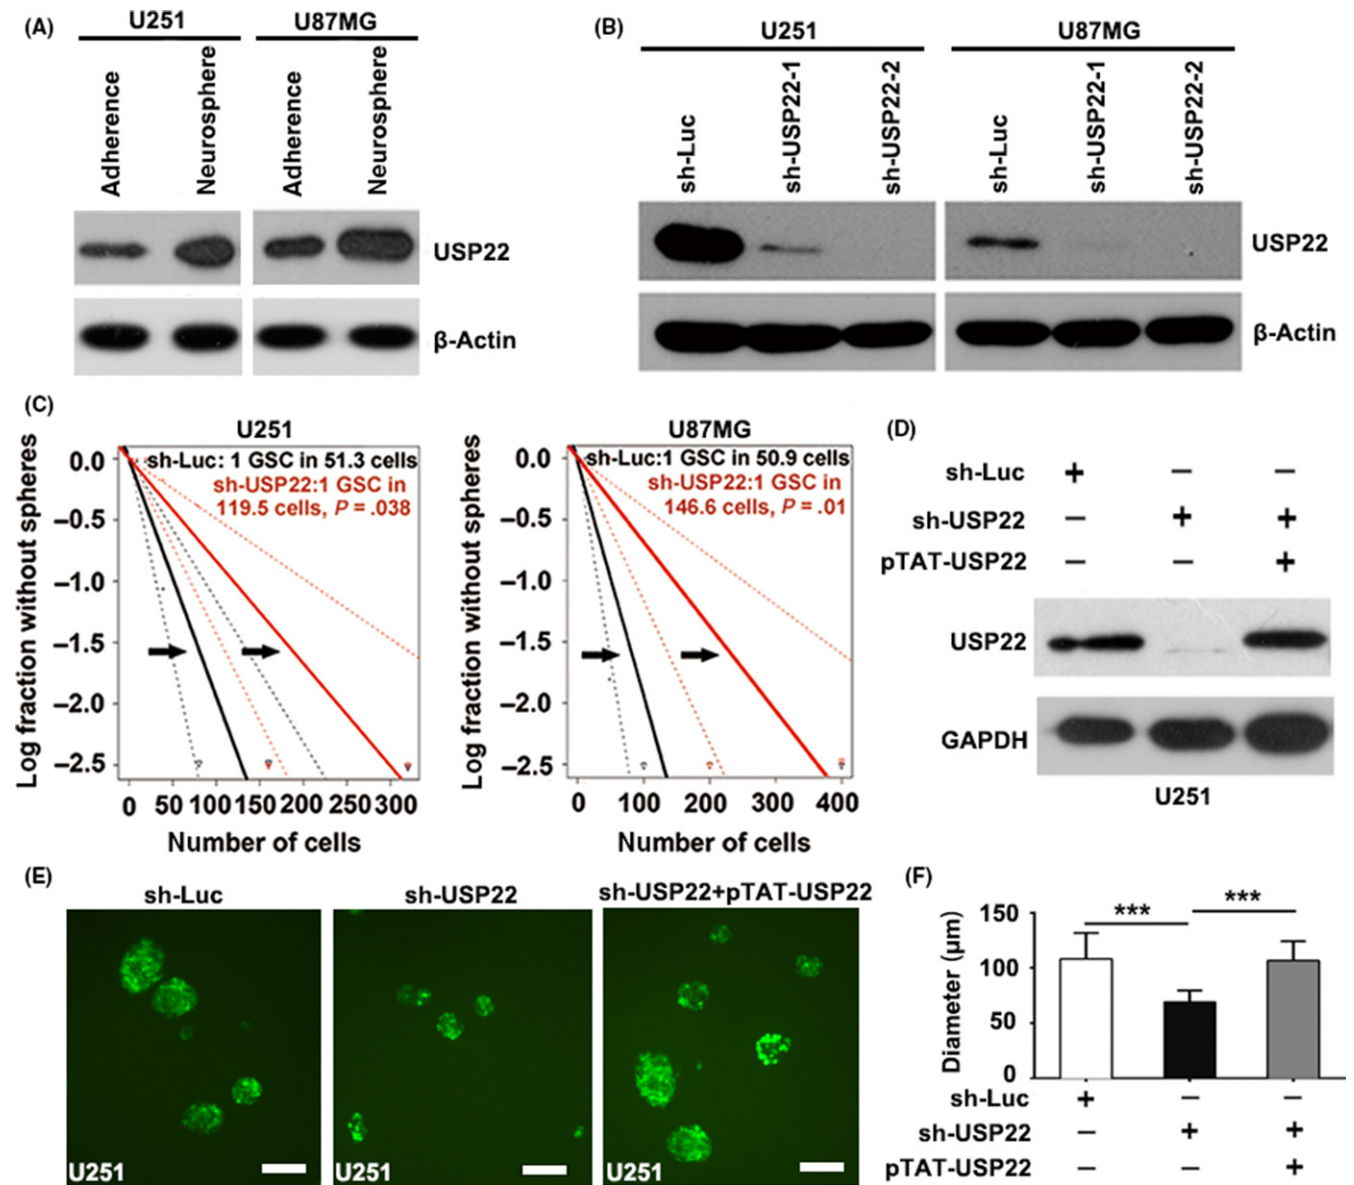 (A)
U251 U87MG
Adherence Neurosphere Adherence Neurosphere
USP22
β-Actin
(B)
U251 U87MG
sh-Luc sh-USP22-1 sh-USP22-2 sh-Luc sh-USP22-1 sh-USP22-2
USP22
β-Actin
(C)
U251
Log fraction without spheres
0.0
–0.5
–1.0
–1.5
–2.0
–2.5
sh-Luc: 1 GSC in 51.3 cells
sh-USP22:1 GSC in
119.5 cells, P = .038
0 50 100 150 200 250 300
Number of cells
U87MG
Log fraction without spheres
0.0
–0.5
–1.0
–1.5
–2.0
–2.5
sh-Luc:1 GSC in 50.9 cells
sh-USP22:1 GSC in
146.6 cells, P = .01
0 100 200 300 400
Number of cells
(D)
sh-Luc + – –
sh-USP22 – + +
pTAT-USP22 – – +
USP22
GAPDH
U251
(E)
sh-Luc sh-USP22 sh-USP22+pTAT-USP22
U251 U251 U251
(F)
Diameter (µm)
150
100
50
0
*** ***
sh-Luc + – –
sh-USP22 – + +
pTAT-USP22 – – +